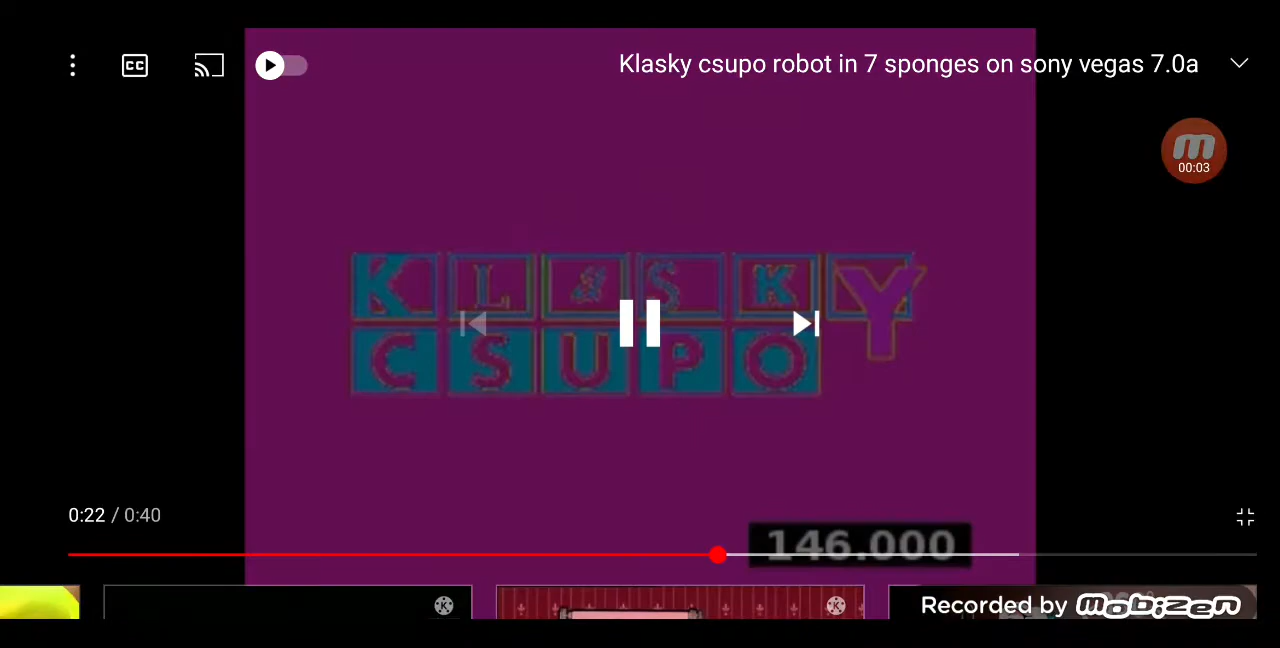 CC
Klasky csupo robot in 7 sponges on sony vegas 7.0a
m
00:03
KLASKY
CSUPO
0:22 / 0:40
146.000
K
K
Recorded by mobizen